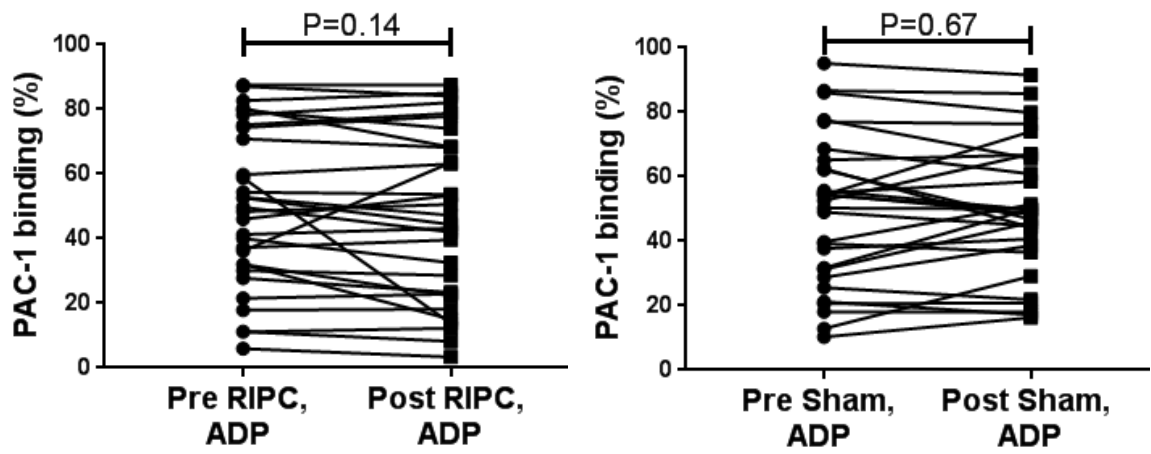 P=0.14
100
80
60
40
20
0
PAC-1 binding (%)
Pre RIPC,
ADP
Post RIPC,
ADP
P=0.67
100
80
60
40
20
0
PAC-1 binding (%)
Pre Sham,
ADP
Post Sham,
ADP